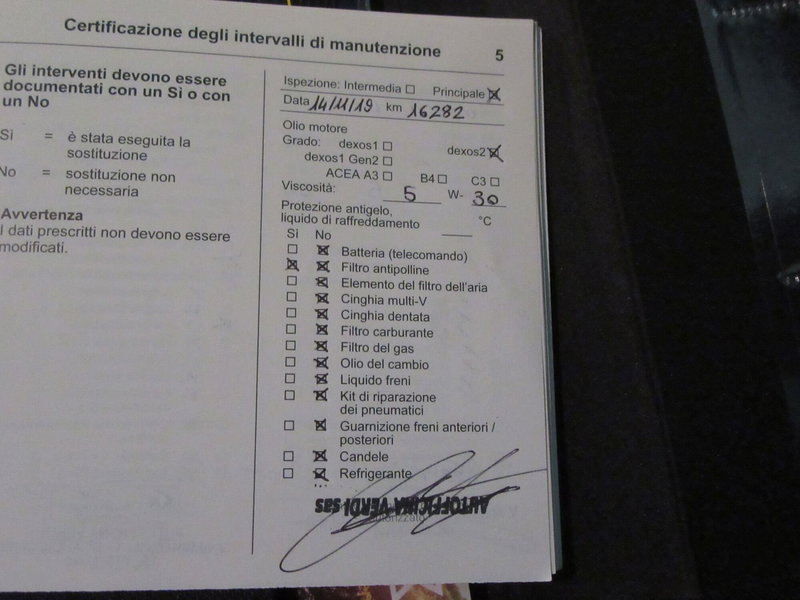 Certificazione degli intervalli di manutenzione
5
Gli interventi devono essere
documentati con un Sì o con
un No
Sì = è stata eseguita la
sostituzione
No = sostituzione non
necessaria
Avvertenza
I dati prescritti non devono essere
modificati.
Ispezione: Intermedia ☐ Principale ☒
Data 14/11/19 km 16282
Olio motore
Grado: dexos1 ☐ dexos2 ☒
dexos1 Gen2 ☐
ACEA A3 ☐ B4 ☐ C3 ☐
Viscosità: 5 W- 30
Protezione antigelo,
liquido di raffreddamento °C
Sì No
☐ ☒ Batteria (telecomando)
☒ ☒ Filtro antipolline
☐ ☒ Elemento del filtro dell'aria
☐ ☒ Cinghia multi-V
☐ ☒ Cinghia dentata
☐ ☒ Filtro carburante
☐ ☒ Filtro del gas
☐ ☒ Olio del cambio
☐ ☒ Liquido freni
☐ ☒ Kit di riparazione
dei pneumatici
☐ ☒ Guarnizione freni anteriori /
posteriori
☐ ☒ Candele
☐ ☒ Refrigerante
AUTOFFICINA VERDI sas